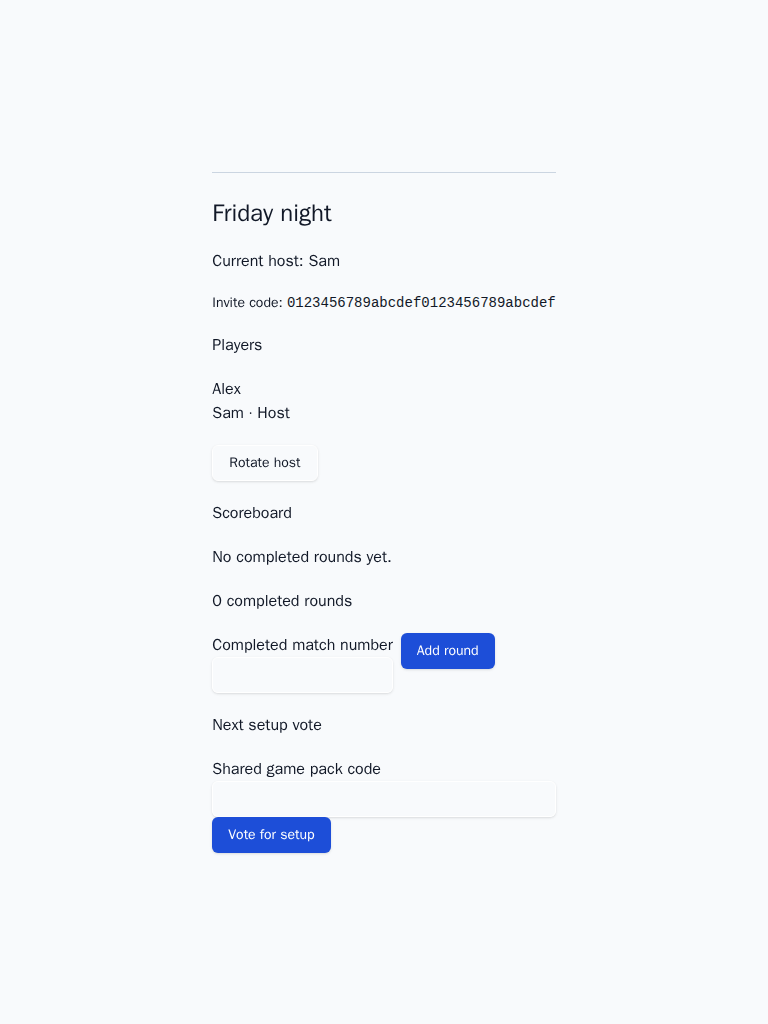 Friday night
Current host: Sam
Invite code: 0123456789abcdef0123456789abcdef
Players
Alex
Sam · Host
Rotate host
Scoreboard
No completed rounds yet.
0 completed rounds
Completed match number
Add round
Next setup vote
Shared game pack code
Vote for setup